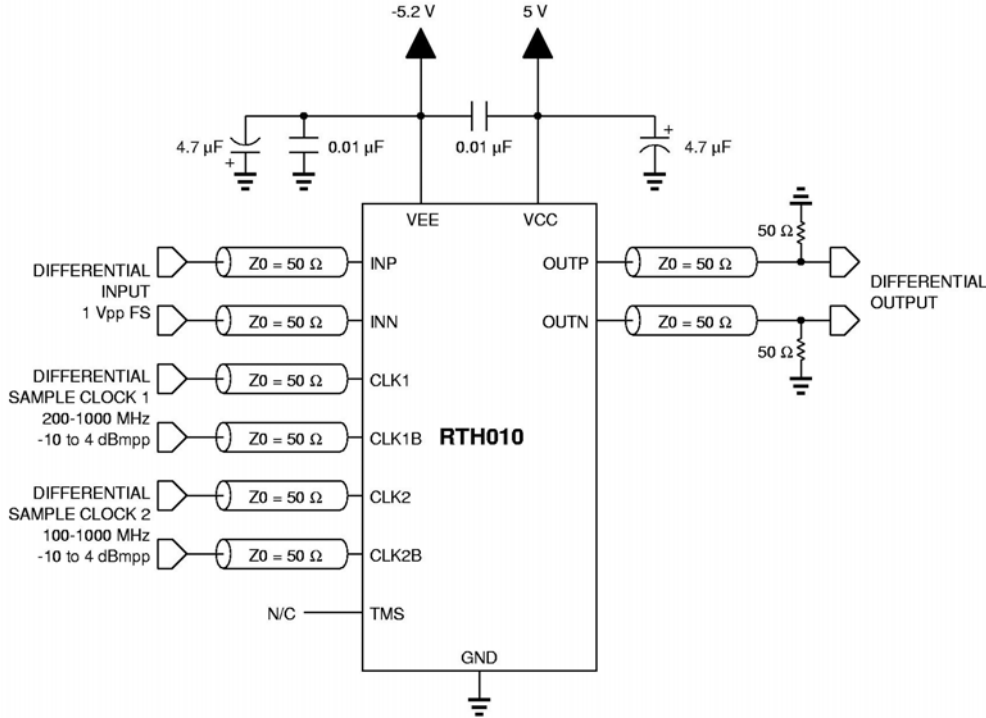 -5.2 V
5 V
4.7 µF
+
0.01 µF
0.01 µF
+
4.7 µF
VEE
VCC
50 Ω
DIFFERENTIAL
INPUT
1 Vpp FS
Z0 = 50 Ω
INP
OUTP
Z0 = 50 Ω
DIFFERENTIAL
OUTPUT
Z0 = 50 Ω
INN
OUTN
Z0 = 50 Ω
50 Ω
DIFFERENTIAL
SAMPLE CLOCK 1
200-1000 MHz
-10 to 4 dBmpp
Z0 = 50 Ω
CLK1
Z0 = 50 Ω
CLK1B
RTH010
DIFFERENTIAL
SAMPLE CLOCK 2
100-1000 MHz
-10 to 4 dBmpp
Z0 = 50 Ω
CLK2
Z0 = 50 Ω
CLK2B
N/C
TMS
GND